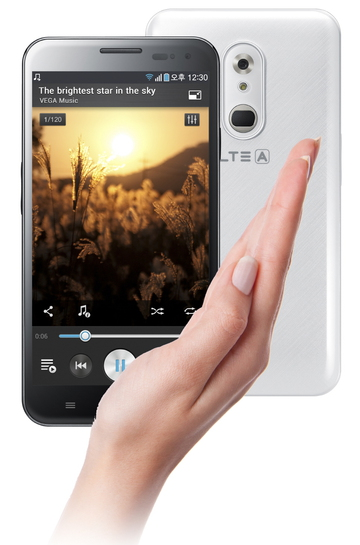 오후 12:30
The brightest star in the sky
VEGA Music
1/120
LTE A
0:06